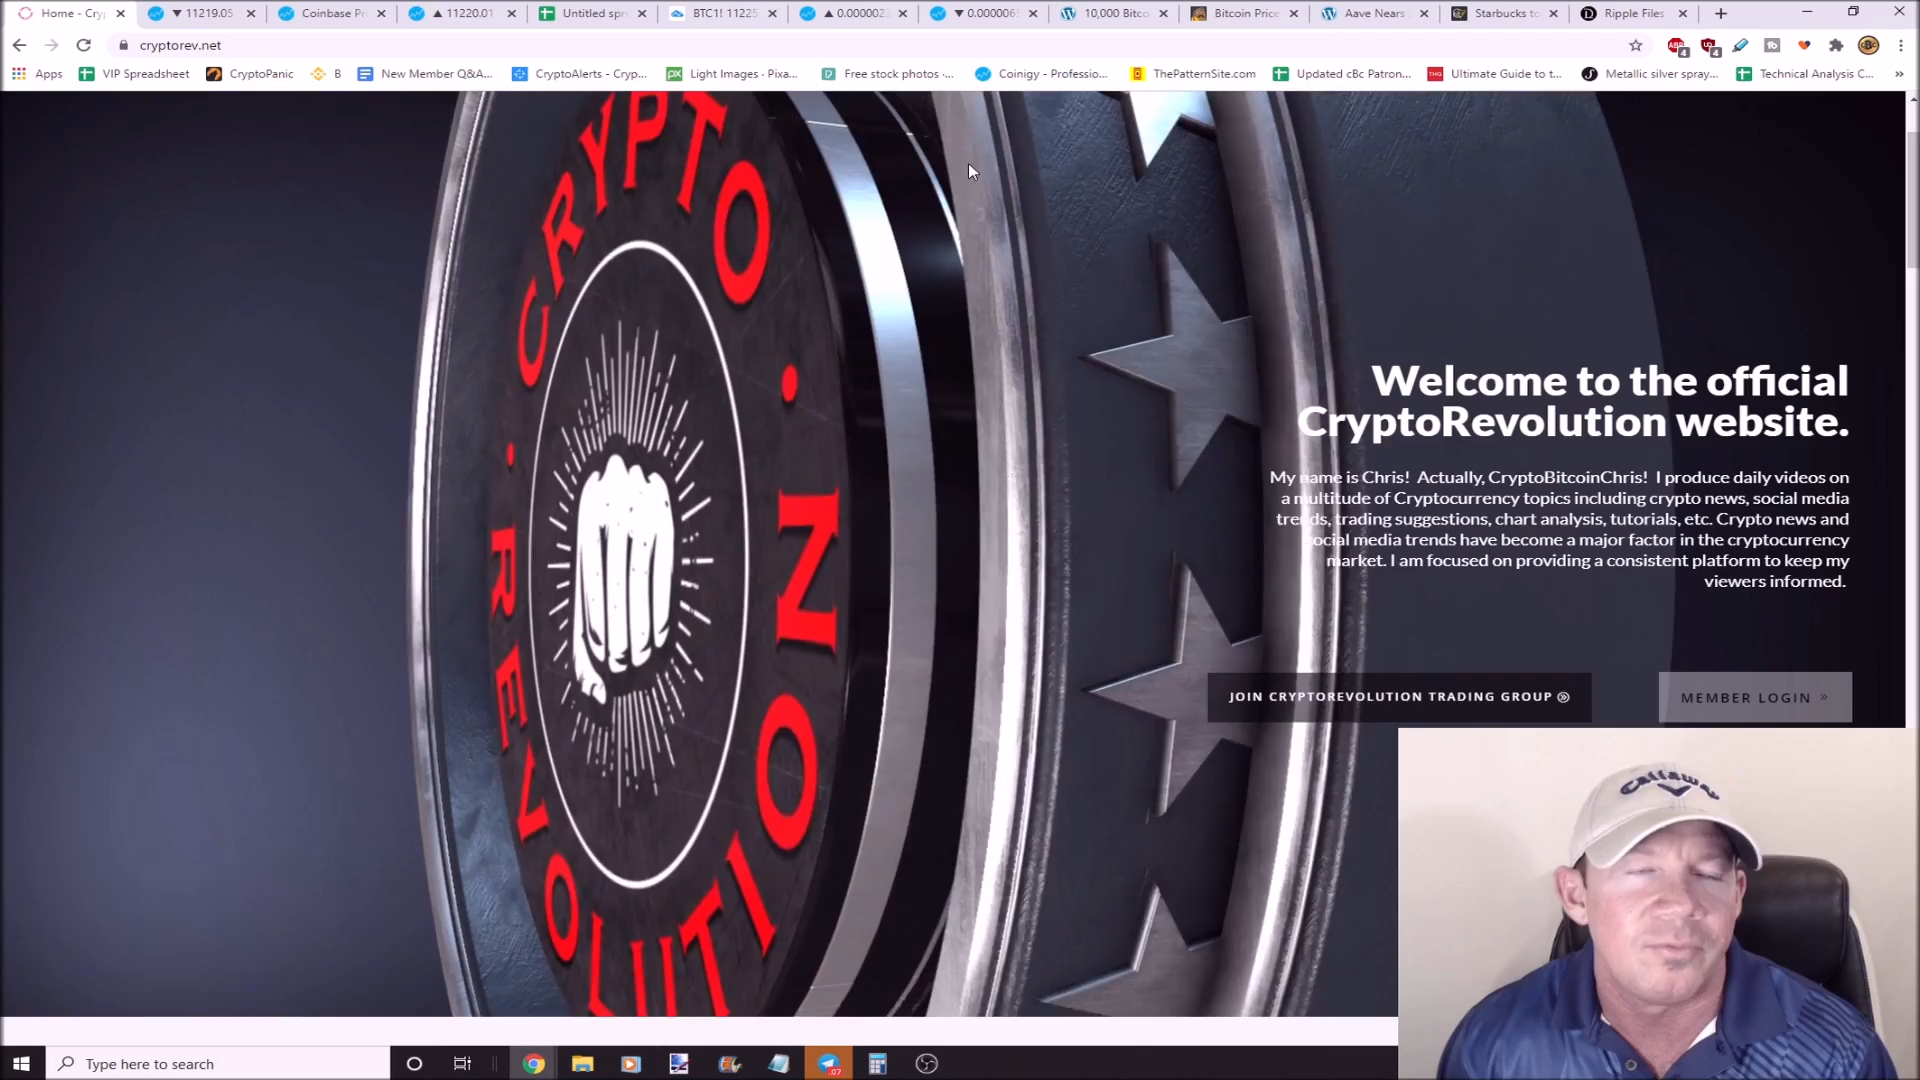 Home - Cryp
▼ 11219.05
Coinbase Pr
▲ 11220.01
Untitled spr
BTC1! 11225
▲ 0.0000023
▼ 0.0000065
10,000 Bitco
Bitcoin Price
Aave Nears
Starbucks to
Ripple Files
cryptorev.net
Apps
VIP Spreadsheet
CryptoPanic
B
New Member Q&A...
CryptoAlerts - Cryp...
Light Images · Pixa...
Free stock photos ·...
Coinigy - Professio...
ThePatternSite.com
Updated cBc Patron...
Ultimate Guide to t...
Metallic silver spray...
Technical Analysis C...
CRYPTO · REVOLUTION ·
Welcome to the official
CryptoRevolution website.
My name is Chris! Actually, CryptoBitcoinChris! I produce daily videos on
a multitude of Cryptocurrency topics including crypto news, social media
trends, trading suggestions, chart analysis, tutorials, etc. Crypto news and
social media trends have become a major factor in the cryptocurrency
market. I am focused on providing a consistent platform to keep my
viewers informed.
JOIN CRYPTOREVOLUTION TRADING GROUP
MEMBER LOGIN »
Callaway
Type here to search